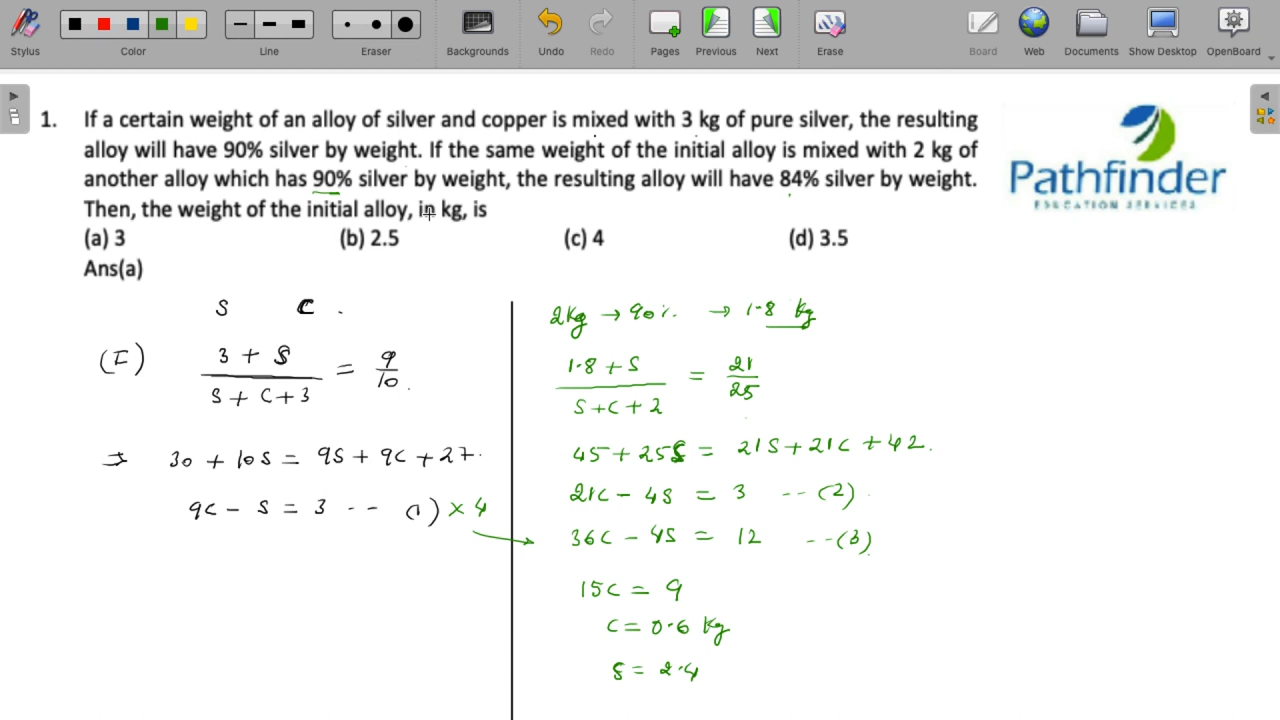 Stylus Color Line Eraser Backgrounds Undo Redo Pages Previous Next Erase Board Web Documents Show Desktop OpenBoard
1. If a certain weight of an alloy of silver and copper is mixed with 3 kg of pure silver, the resulting
alloy will have 90% silver by weight. If the same weight of the initial alloy is mixed with 2 kg of
another alloy which has 90% silver by weight, the resulting alloy will have 84% silver by weight.
Then, the weight of the initial alloy, in kg, is
(a) 3 (b) 2.5 (c) 4 (d) 3.5
Ans(a)
Pathfinder
EDUCATION SERVICES
S C
(I) 3 + S / S + C + 3 = 9/10
⇒ 30 + 10S = 9S + 9C + 27
9C - S = 3 -- (1) × 4
2kg → 90% → 1.8 kg
1.8 + S / S + C + 2 = 21/25
45 + 25S = 21S + 21C + 42
21C - 4S = 3 -- (2)
36C - 4S = 12 -- (3)
15C = 9
C = 0.6 kg
S = 2.4